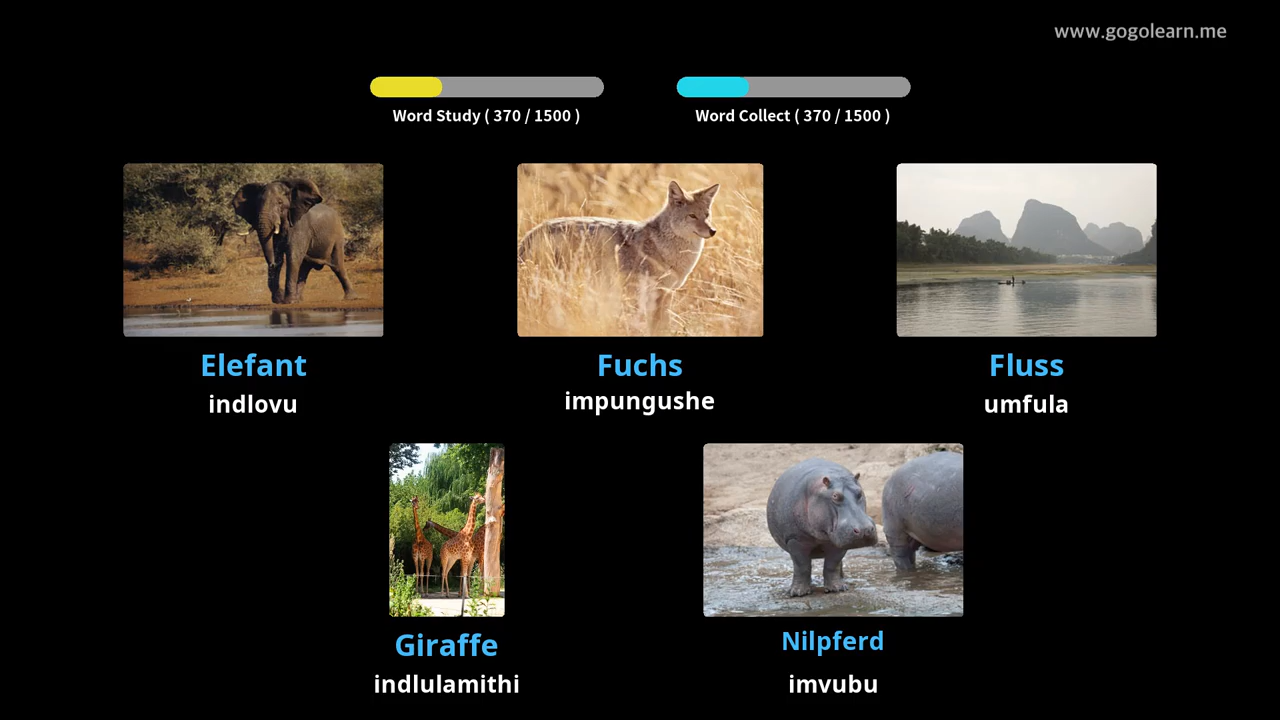 www.gogolearn.me
Word Study ( 370 / 1500 )
Word Collect ( 370 / 1500 )
Elefant
indlovu
Fuchs
impungushe
Fluss
umfula
Giraffe
indlulamithi
Nilpferd
imvubu